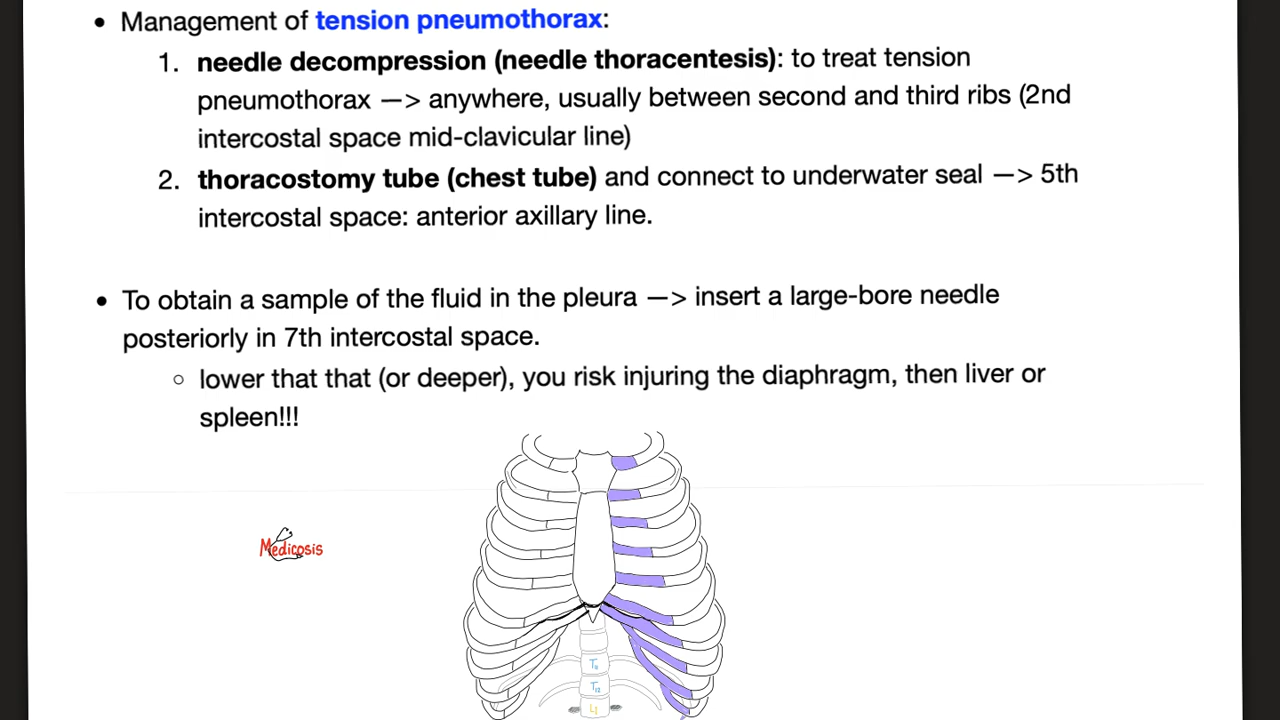 • Management of tension pneumothorax:
1. needle decompression (needle thoracentesis): to treat tension
pneumothorax —> anywhere, usually between second and third ribs (2nd
intercostal space mid-clavicular line)
2. thoracostomy tube (chest tube) and connect to underwater seal —> 5th
intercostal space: anterior axillary line.
• To obtain a sample of the fluid in the pleura —> insert a large-bore needle
posteriorly in 7th intercostal space.
○ lower that that (or deeper), you risk injuring the diaphragm, then liver or
spleen!!!
Medicosis
T11
T12
L1